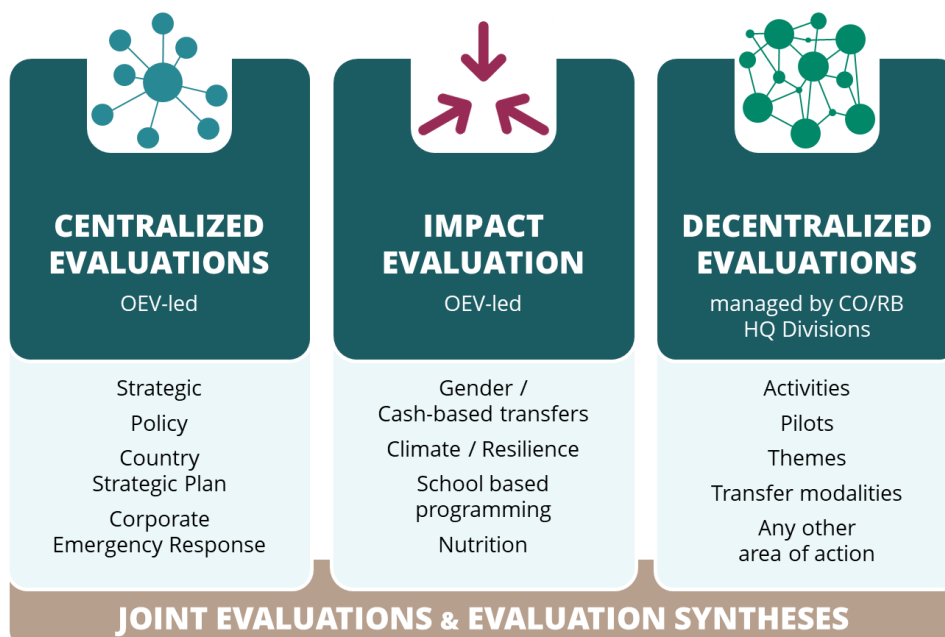 CENTRALIZED
EVALUATIONS
OEV-led
Strategic
Policy
Country
Strategic Plan
Corporate
Emergency Response
IMPACT
EVALUATION
OEV-led
Gender /
Cash-based transfers
Climate / Resilience
School based
programming
Nutrition
DECENTRALIZED
EVALUATIONS
managed by CO/RB
HQ Divisions
Activities
Pilots
Themes
Transfer modalities
Any other
area of action
JOINT EVALUATIONS & EVALUATION SYNTHESES